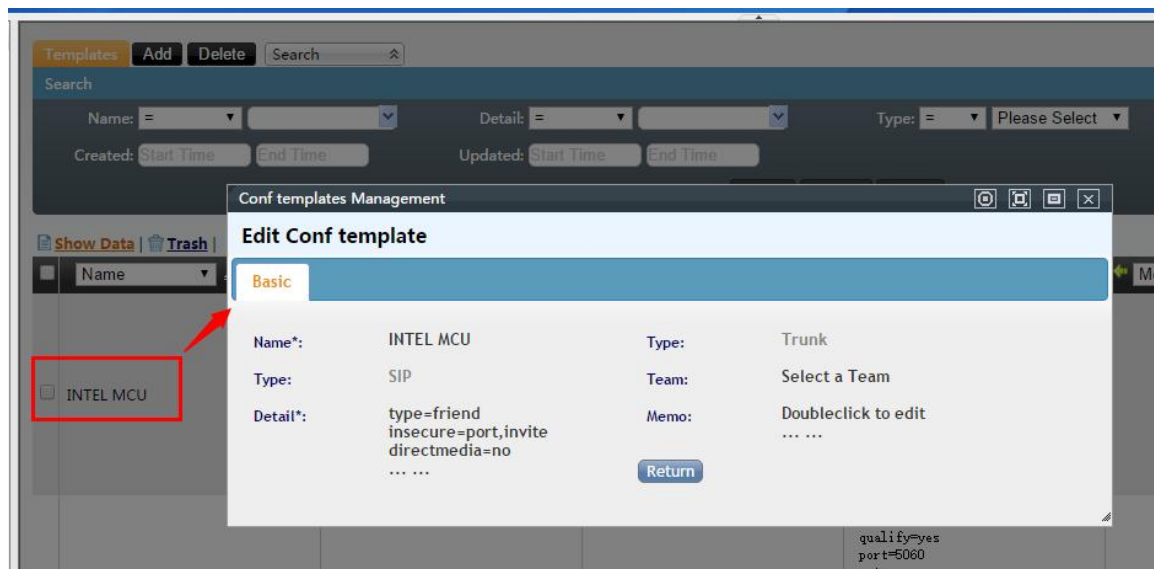 Templates Add Delete Search
Search
Name: = Detail: = Type: = Please Select
Created: Start Time End Time Updated: Start Time End Time
Conf templates Management
Edit Conf template
Show Data | Trash |
Name
Basic
Name*: INTEL MCU Type: Trunk
Type: SIP Team: Select a Team
INTEL MCU
Detail*: type=friend Memo: Doubleclick to edit
insecure=port,invite ... ...
directmedia=no
... ...
Return
qualify=yes
port=5060